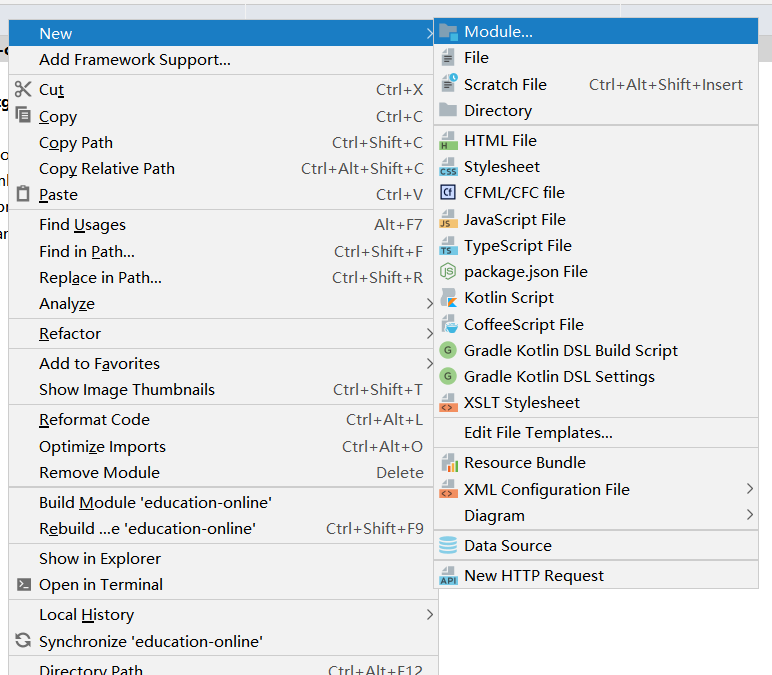 New
Add Framework Support...
Cut Ctrl+X
Copy Ctrl+C
Copy Path Ctrl+Shift+C
Copy Relative Path Ctrl+Alt+Shift+C
Paste Ctrl+V
Find Usages Alt+F7
Find in Path... Ctrl+Shift+F
Replace in Path... Ctrl+Shift+R
Analyze
Refactor
Add to Favorites
Show Image Thumbnails Ctrl+Shift+T
Reformat Code Ctrl+Alt+L
Optimize Imports Ctrl+Alt+O
Remove Module Delete
Build Module 'education-online'
Rebuild ...e 'education-online' Ctrl+Shift+F9
Show in Explorer
Open in Terminal
Local History
Synchronize 'education-online'
Directory Path Ctrl+Alt+F12
Module...
File
Scratch File Ctrl+Alt+Shift+Insert
Directory
HTML File
Stylesheet
CFML/CFC file
JavaScript File
TypeScript File
package.json File
Kotlin Script
CoffeeScript File
Gradle Kotlin DSL Build Script
Gradle Kotlin DSL Settings
XSLT Stylesheet
Edit File Templates...
Resource Bundle
XML Configuration File
Diagram
Data Source
New HTTP Request